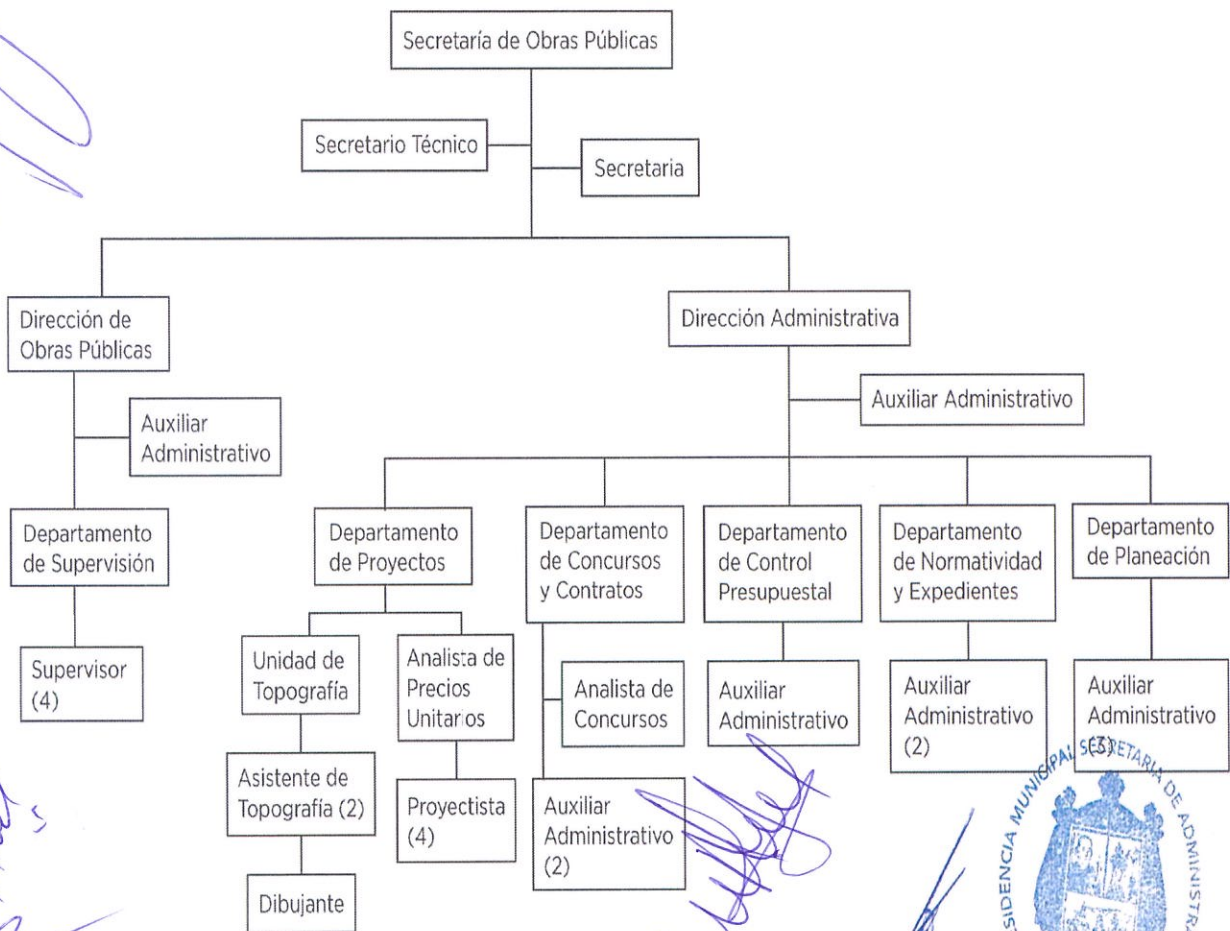 Secretaría de Obras Públicas
Secretario Técnico
Secretaria
Dirección de
Obras Públicas
Dirección Administrativa
Auxiliar
Administrativo
Auxiliar Administrativo
Departamento
de Supervisión
Departamento
de Proyectos
Departamento
de Concursos
y Contratos
Departamento
de Control
Presupuestal
Departamento
de Normatividad
y Expedientes
Departamento
de Planeación
Supervisor
(4)
Unidad de
Topografía
Analista de
Precios
Unitarios
Analista de
Concursos
Auxiliar
Administrativo
Auxiliar
Administrativo
(2)
Auxiliar
Administrativo
(3)
Asistente de
Topografía (2)
Proyectista
(4)
Auxiliar
Administrativo
(2)
Dibujante